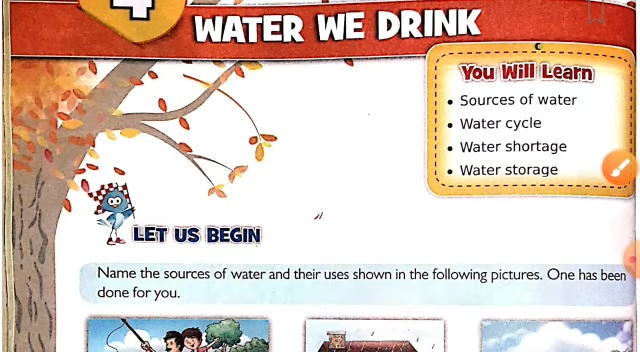 4
WATER WE DRINK
You Will Learn
• Sources of water
• Water cycle
• Water shortage
• Water storage
LET US BEGIN
Name the sources of water and their uses shown in the following pictures. One has been
done for you.